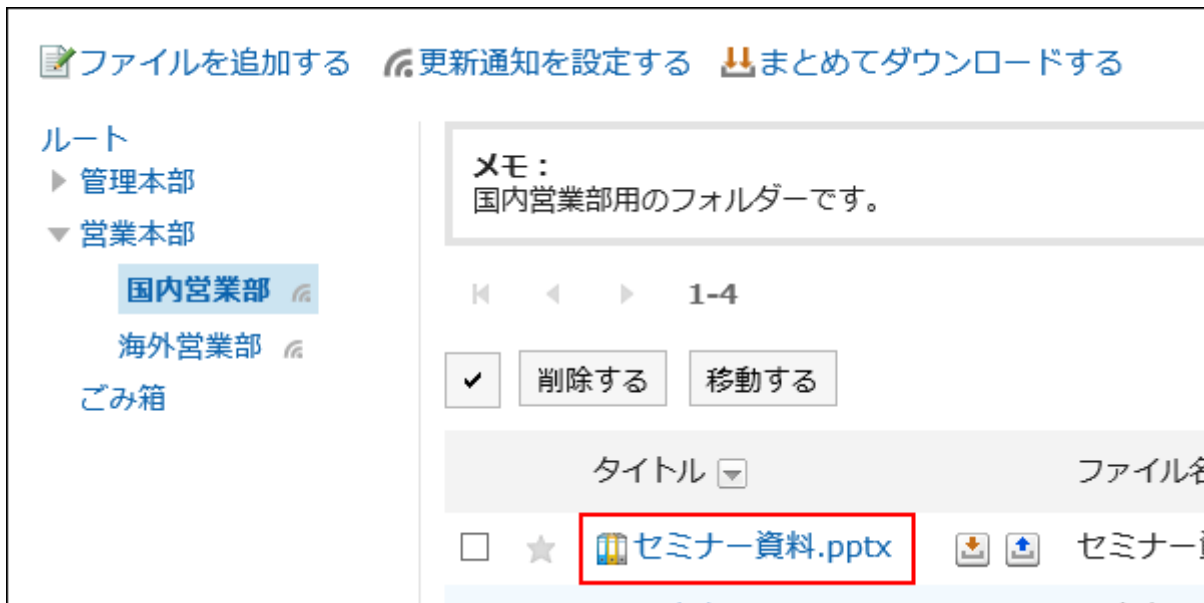 ファイルを追加する 更新通知を設定する まとめてダウンロードする
ルート
管理本部
営業本部
国内営業部
海外営業部
ごみ箱
メモ：
国内営業部用のフォルダーです。
1-4
削除する 移動する
タイトル ファイル名
セミナー資料.pptx セミナー資